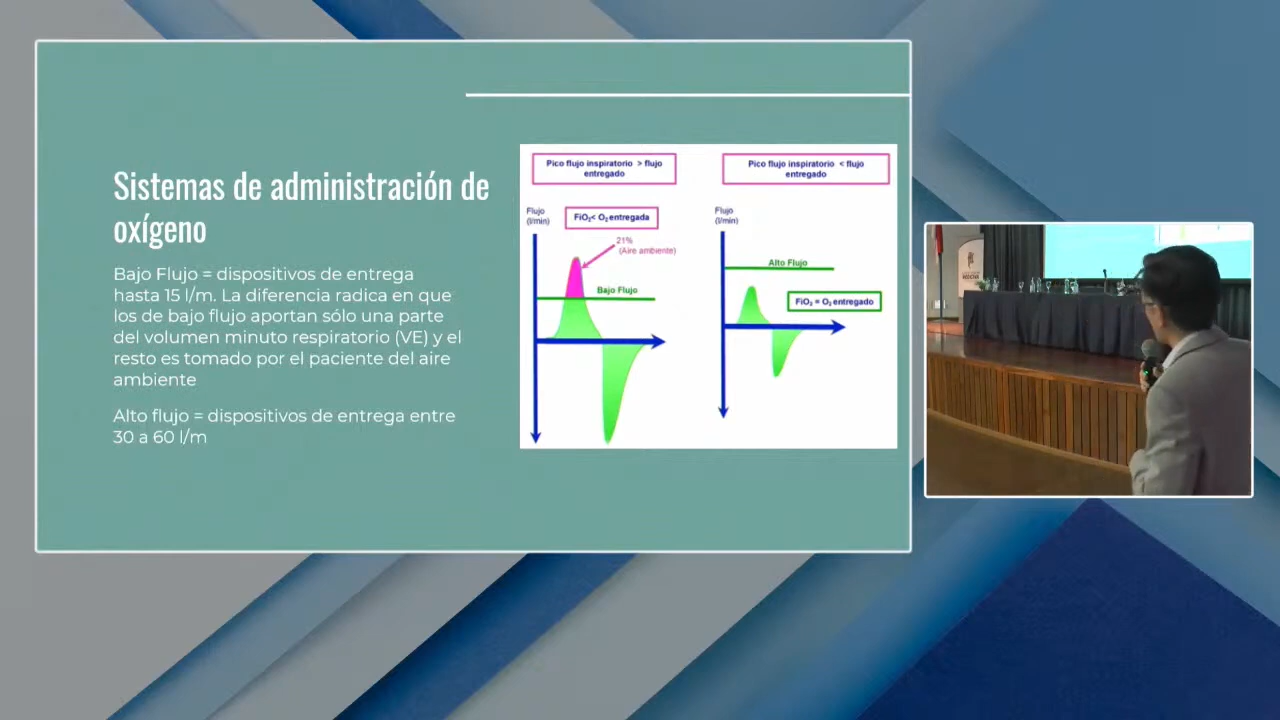 Sistemas de administración de
oxígeno
Bajo Flujo = dispositivos de entrega
hasta 15 l/m. La diferencia radica en que
los de bajo flujo aportan sólo una parte
del volumen minuto respiratorio (VE) y el
resto es tomado por el paciente del aire
ambiente
Alto flujo = dispositivos de entrega entre
30 a 60 l/m
Pico flujo inspiratorio > flujo
entregado
Flujo
(l/min)
FiO₂< O₂ entregada
21%
(Aire ambiente)
Bajo Flujo
Pico flujo inspiratorio < flujo
entregado
Flujo
(l/min)
Alto Flujo
FiO₂ = O₂ entregado